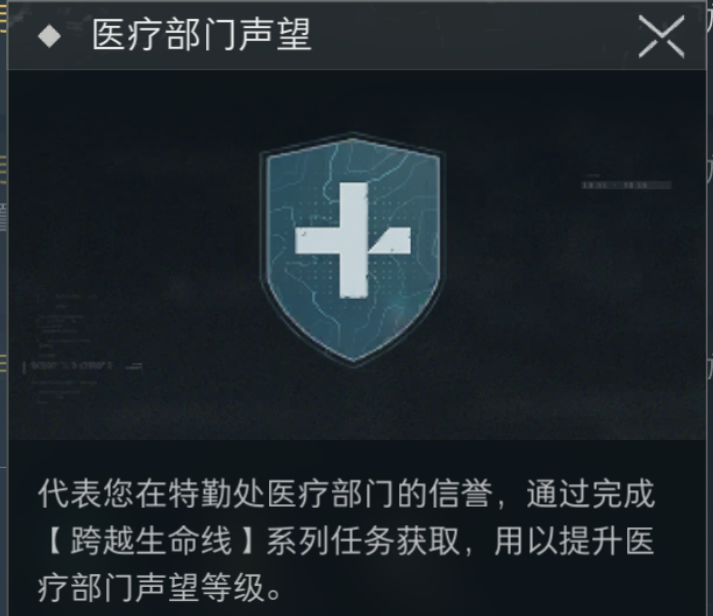 医疗部门声望
代表您在特勤处医疗部门的信誉，通过完成
【跨越生命线】系列任务获取，用以提升医
疗部门声望等级。